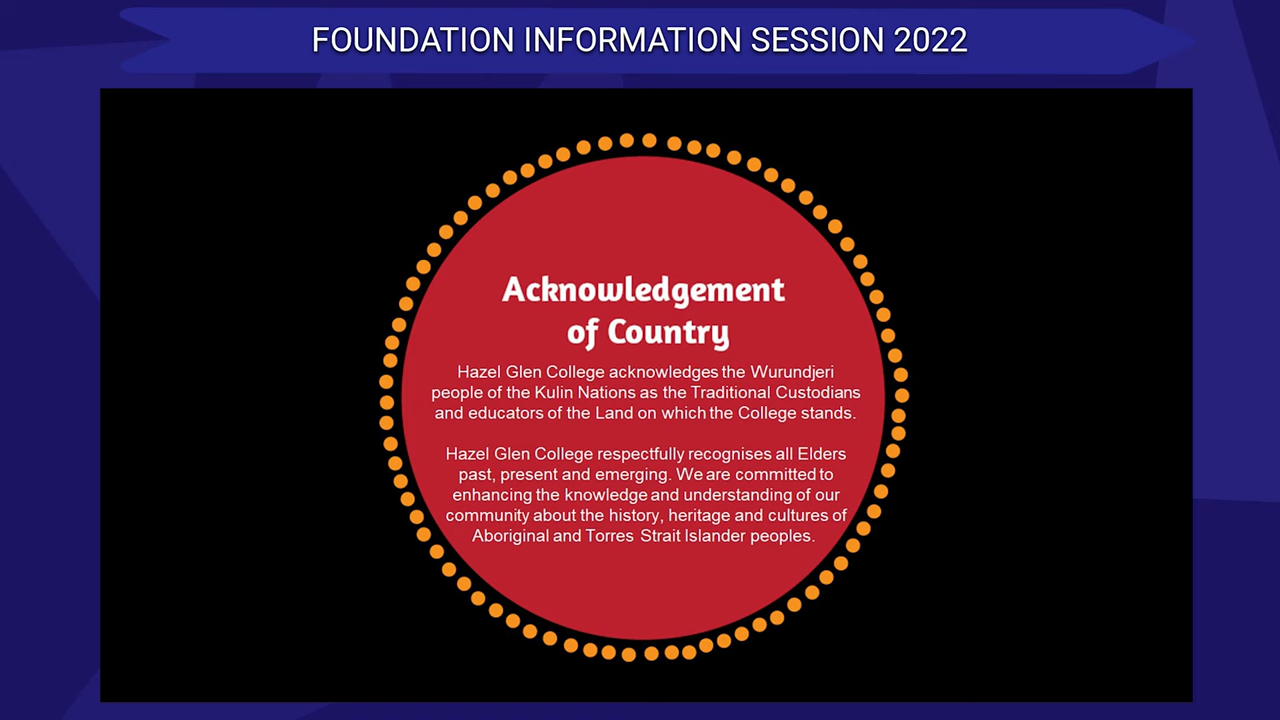 FOUNDATION INFORMATION SESSION 2022
Acknowledgement
of Country
Hazel Glen College acknowledges the Wurundjeri
people of the Kulin Nations as the Traditional Custodians
and educators of the Land on which the College stands.
Hazel Glen College respectfully recognises all Elders
past, present and emerging. We are committed to
enhancing the knowledge and understanding of our
community about the history, heritage and cultures of
Aboriginal and Torres Strait Islander peoples.